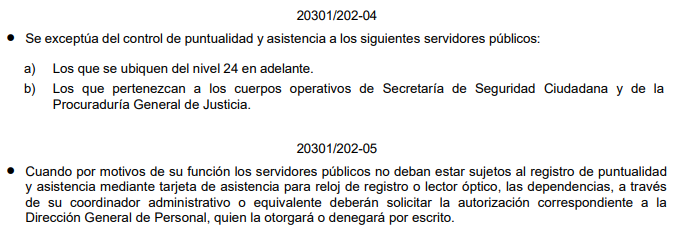 20301/202-04
● Se exceptúa del control de puntualidad y asistencia a los siguientes servidores públicos:
a) Los que se ubiquen del nivel 24 en adelante.
b) Los que pertenezcan a los cuerpos operativos de Secretaría de Seguridad Ciudadana y de la
Procuraduría General de Justicia.
20301/202-05
● Cuando por motivos de su función los servidores públicos no deban estar sujetos al registro de puntualidad
y asistencia mediante tarjeta de asistencia para reloj de registro o lector óptico, las dependencias, a través
de su coordinador administrativo o equivalente deberán solicitar la autorización correspondiente a la
Dirección General de Personal, quien la otorgará o denegará por escrito.